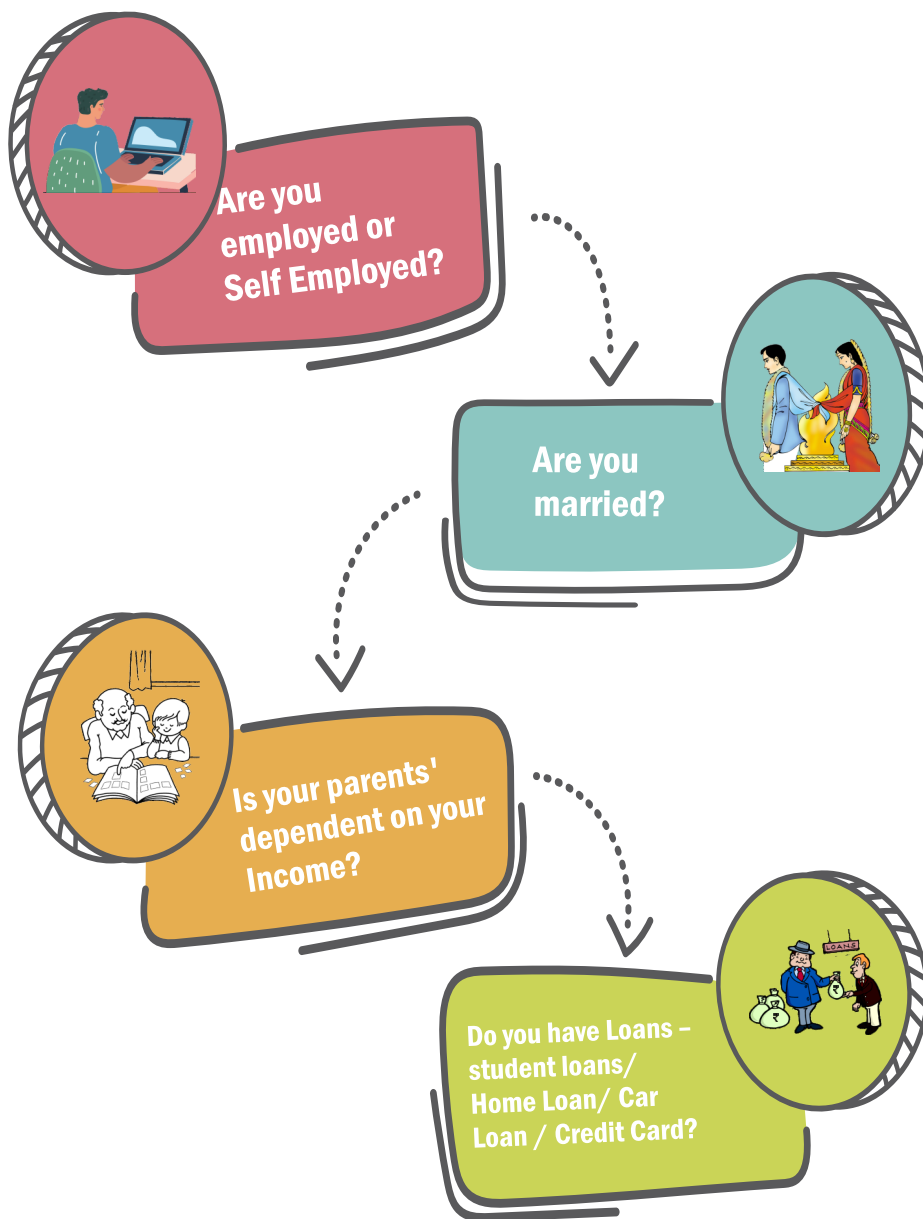 Are you
employed or
Self Employed?
Are you
married?
Is your parents'
dependent on your
Income?
LOANS
Do you have Loans –
student loans/
Home Loan/ Car
Loan / Credit Card?
₹
₹
₹